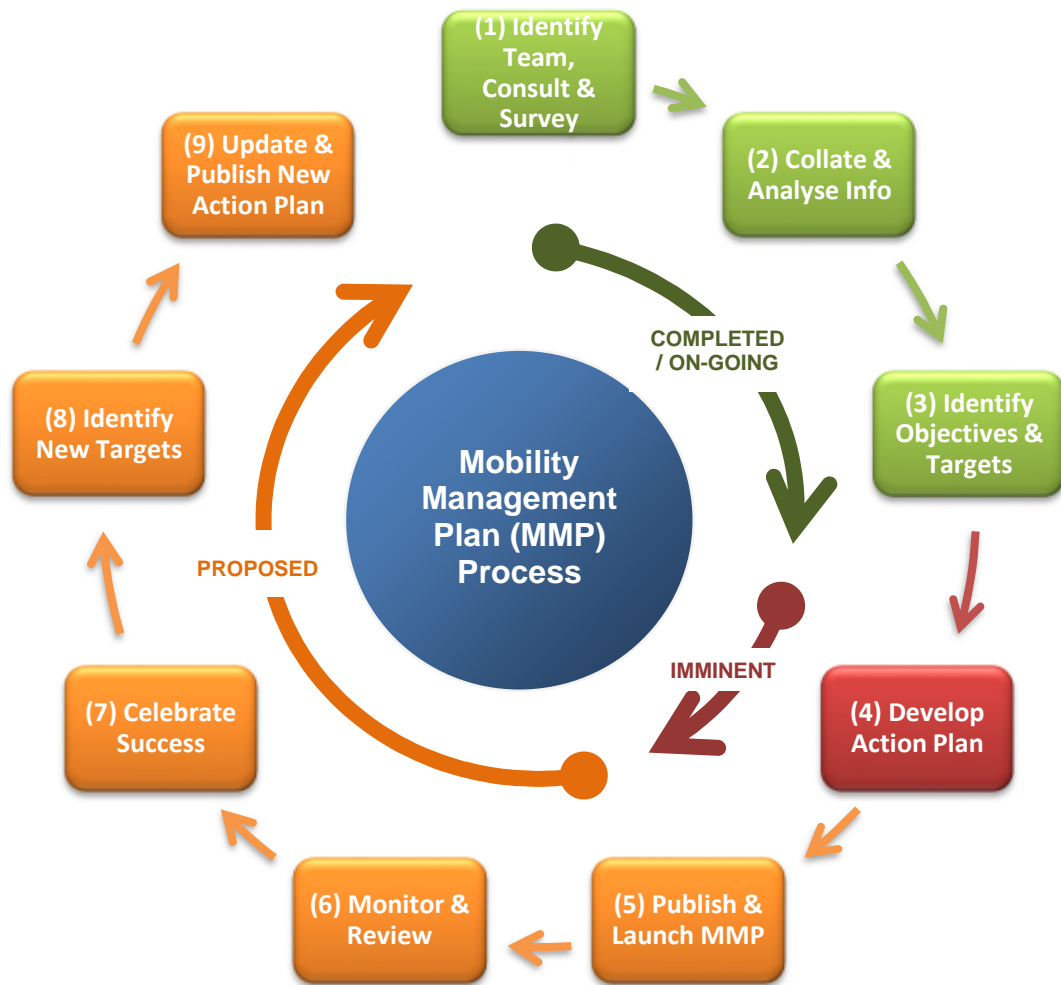 (1) Identify
Team,
Consult &
Survey
(2) Collate &
Analyse Info
(3) Identify
Objectives &
Targets
(4) Develop
Action Plan
(5) Publish &
Launch MMP
(6) Monitor &
Review
(7) Celebrate
Success
(8) Identify
New Targets
(9) Update &
Publish New
Action Plan
COMPLETED
/ ON-GOING
IMMINENT
PROPOSED
Mobility
Management
Plan (MMP)
Process